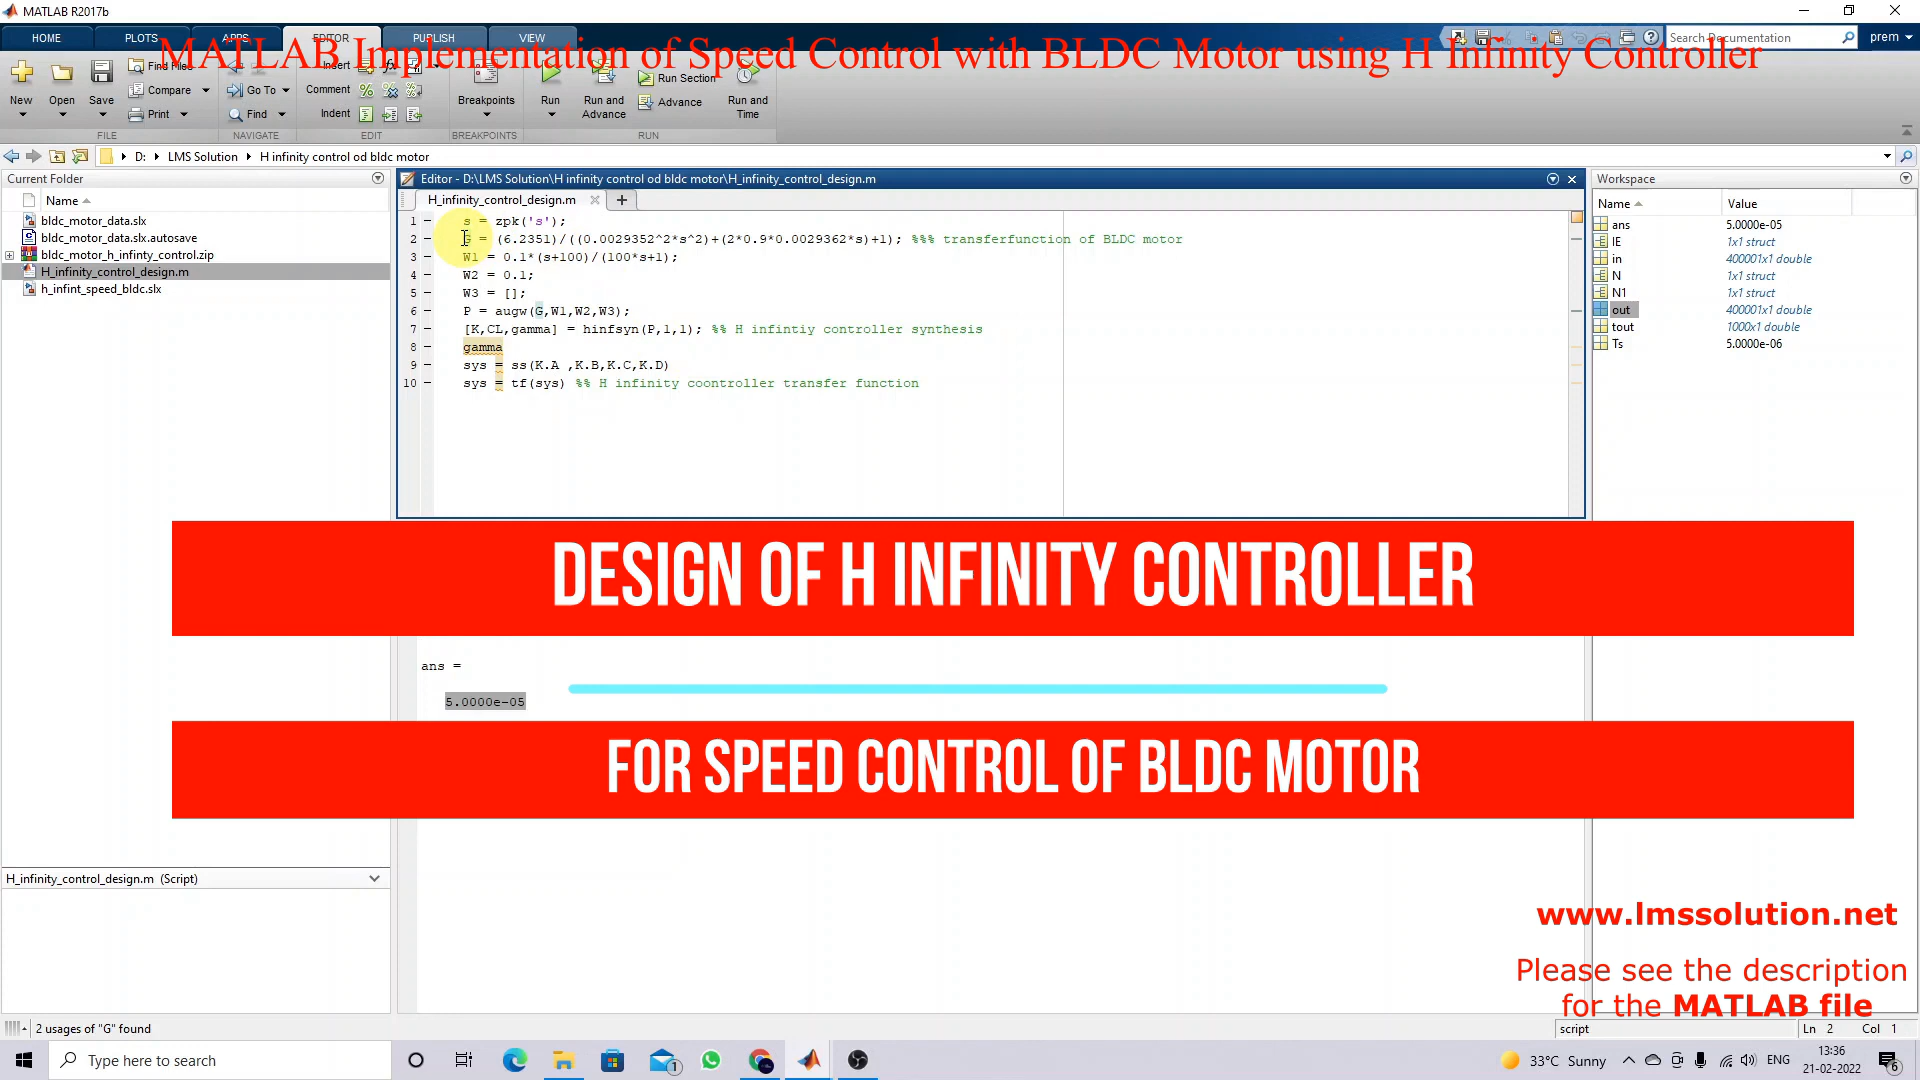 MATLAB R2017b
HOME PLOTS APPS EDITOR PUBLISH VIEW
Search Documentation
prem
MATLAB Implementation of Speed Control with BLDC Motor using H Infinity Controller
New Open Save Find Files Compare Print
Go To Find
Insert fx
Comment
Indent
Breakpoints
Run
Run and Advance
Run Section
Advance
Run and Time
FILE NAVIGATE EDIT BREAKPOINTS RUN
D: LMS Solution H infinity control od bldc motor
Current Folder
Name
bldc_motor_data.slx
bldc_motor_data.slx.autosave
bldc_motor_h_infinty_control.zip
H_infinity_control_design.m
h_infint_speed_bldc.slx
Editor - D:\LMS Solution\H infinity control od bldc motor\H_infinity_control_design.m
H_infinity_control_design.m
1 - s = zpk('s');
2 - G = (6.2351)/((0.0029352^2*s^2)+(2*0.9*0.0029362*s)+1); %%% transferfunction of BLDC motor
3 - W1 = 0.1*(s+100)/(100*s+1);
4 - W2 = 0.1;
5 - W3 = [];
6 - P = augw(G,W1,W2,W3);
7 - [K,CL,gamma] = hinfsyn(P,1,1); %% H infintiy controller synthesis
8 - gamma
9 - sys = ss(K.A ,K.B,K.C,K.D)
10 - sys = tf(sys) %% H infinity coontroller transfer function
Workspace
Name Value
ans 5.0000e-05
IE 1x1 struct
in 400001x1 double
N 1x1 struct
N1 1x1 struct
out 400001x1 double
tout 1000x1 double
Ts 5.0000e-06
DESIGN OF H INFINITY CONTROLLER
ans =
5.0000e-05
FOR SPEED CONTROL OF BLDC MOTOR
H_infinity_control_design.m (Script)
www.lmssolution.net
Please see the description
for the MATLAB file
2 usages of "G" found
script
Ln 2 Col 1
Type here to search
1
33°C Sunny
ENG
13:36
21-02-2022
6